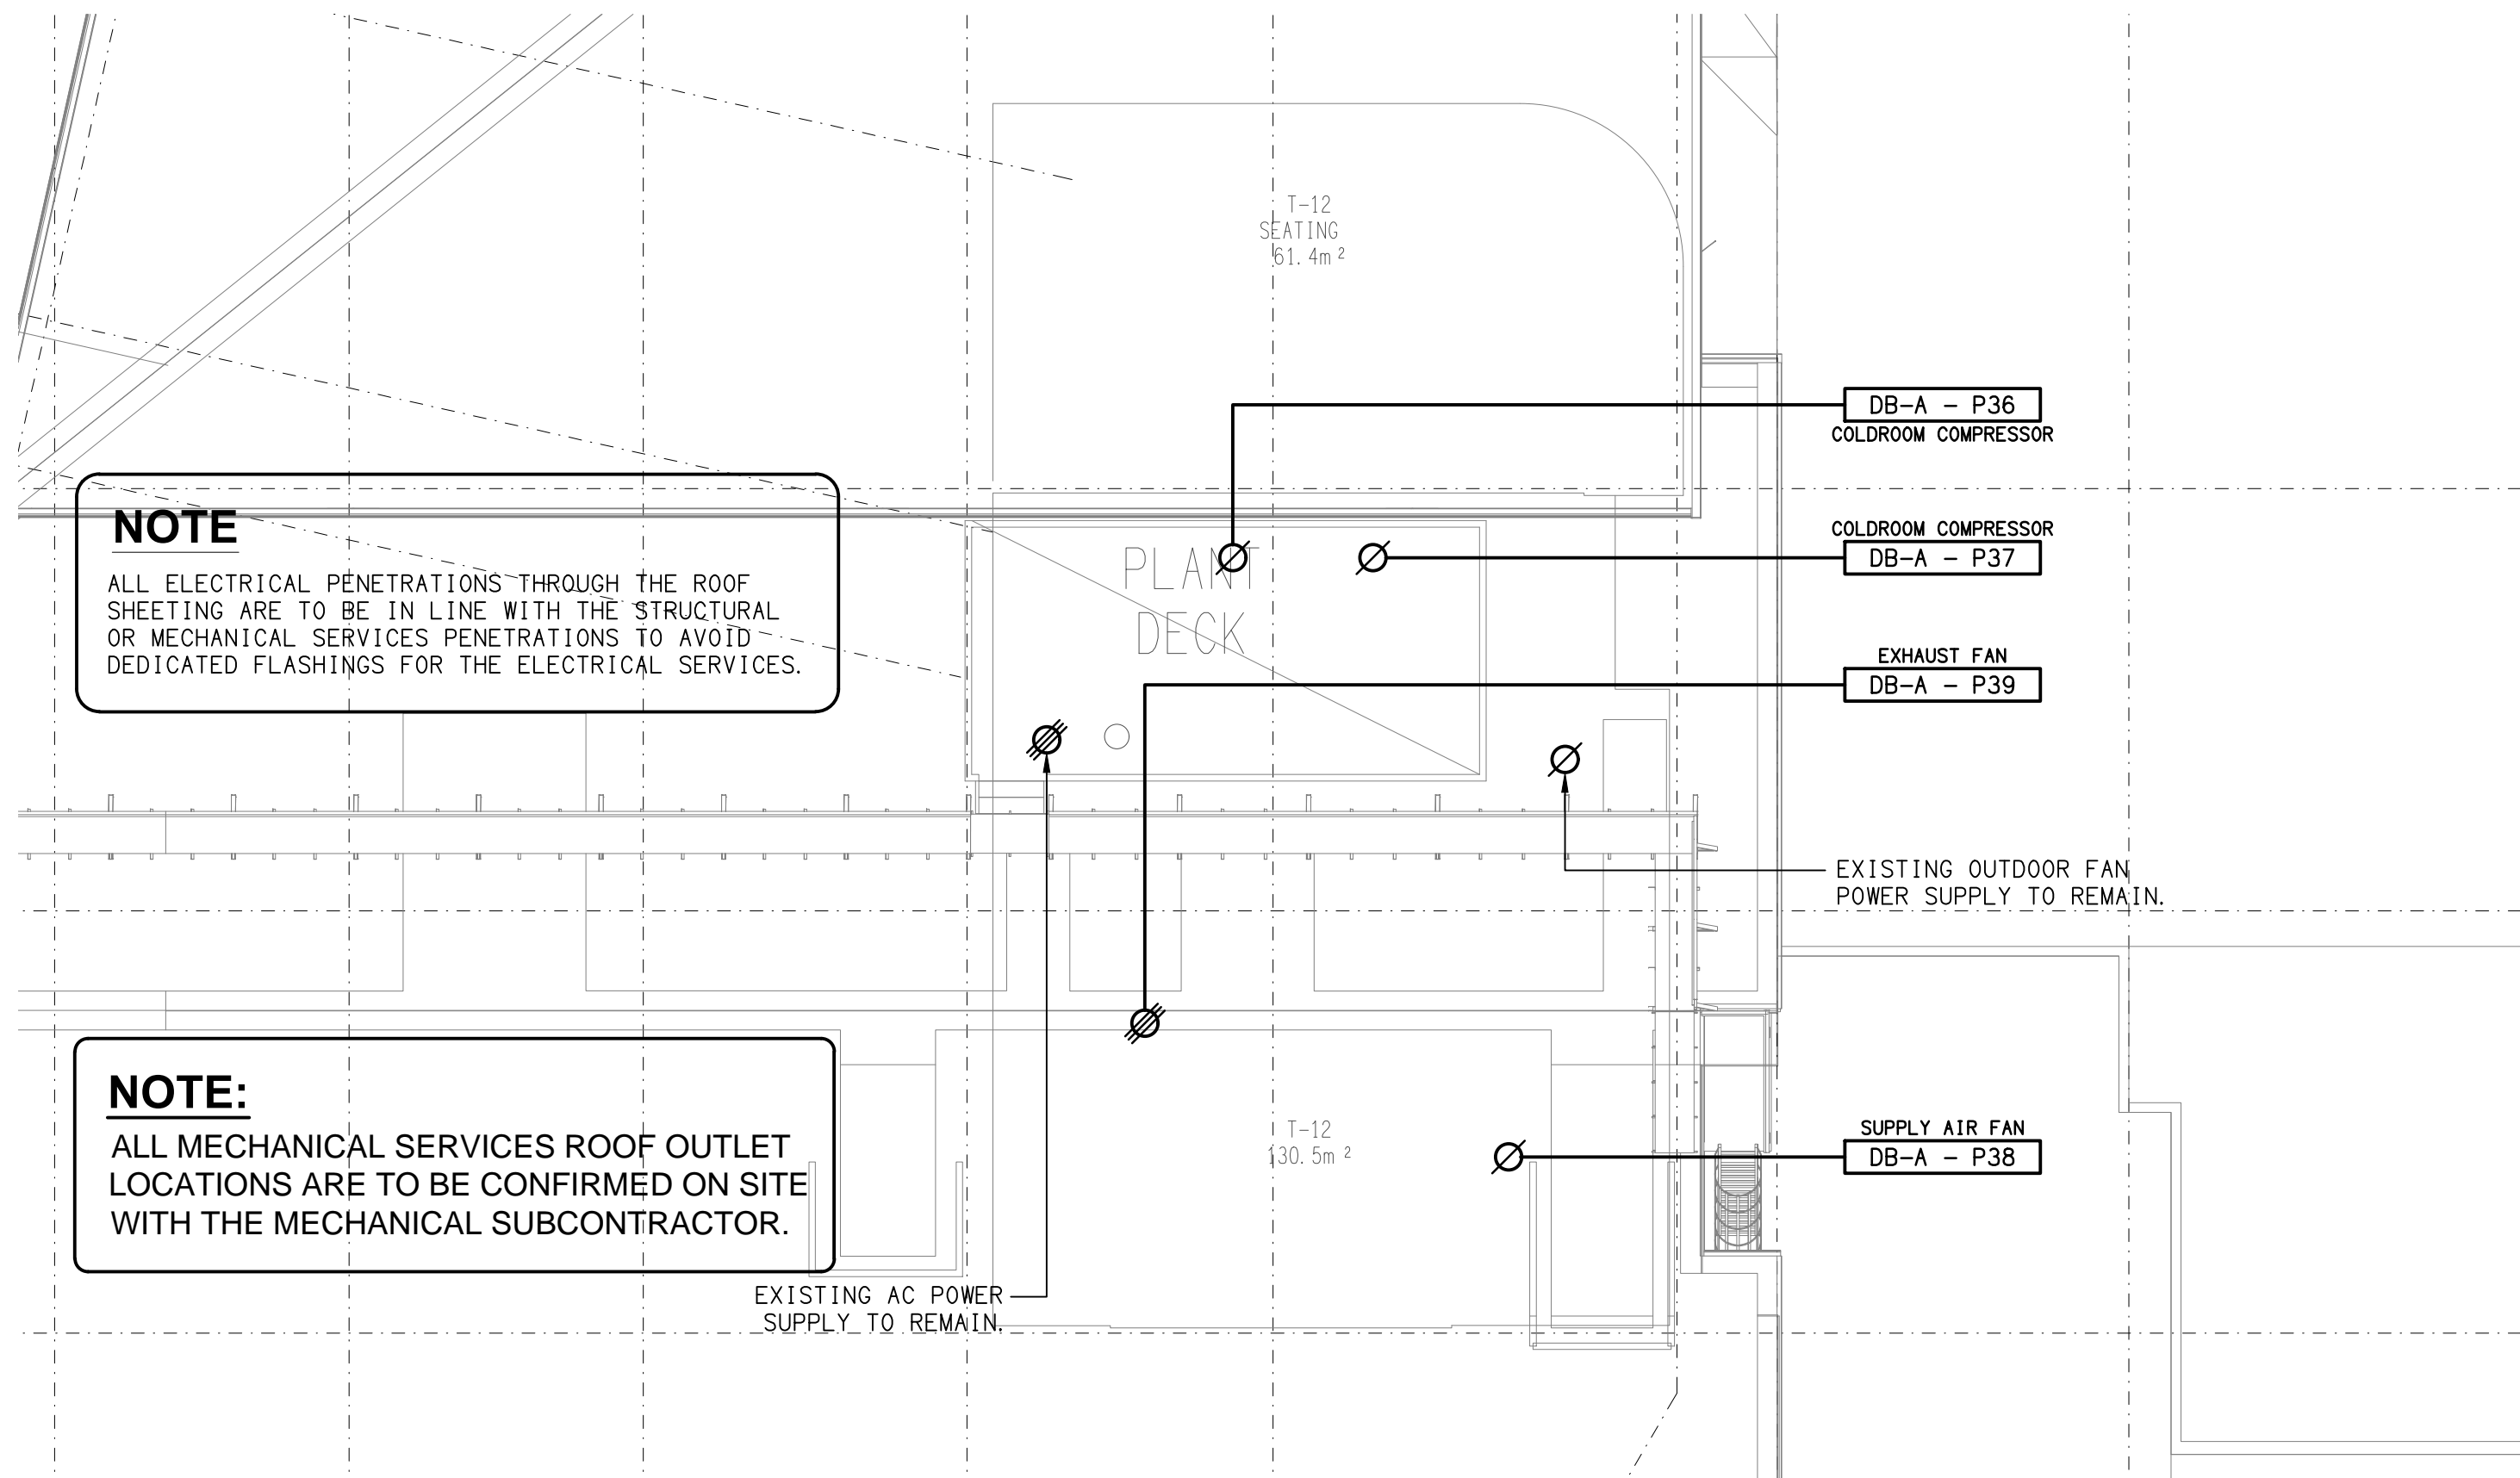 T-12
SEATING
61.4m²
DB-A - P36
COLDROOM COMPRESSOR
COLDROOM COMPRESSOR
DB-A - P37
NOTE
ALL ELECTRICAL PENETRATIONS THROUGH THE ROOF
SHEETING ARE TO BE IN LINE WITH THE STRUCTURAL
OR MECHANICAL SERVICES PENETRATIONS TO AVOID
DEDICATED FLASHINGS FOR THE ELECTRICAL SERVICES.
PLANT
DECK
EXHAUST FAN
DB-A - P39
EXISTING OUTDOOR FAN
POWER SUPPLY TO REMAIN.
NOTE:
ALL MECHANICAL SERVICES ROOF OUTLET
LOCATIONS ARE TO BE CONFIRMED ON SITE
WITH THE MECHANICAL SUBCONTRACTOR.
T-12
130.5m²
SUPPLY AIR FAN
DB-A - P38
EXISTING AC POWER
SUPPLY TO REMAIN.